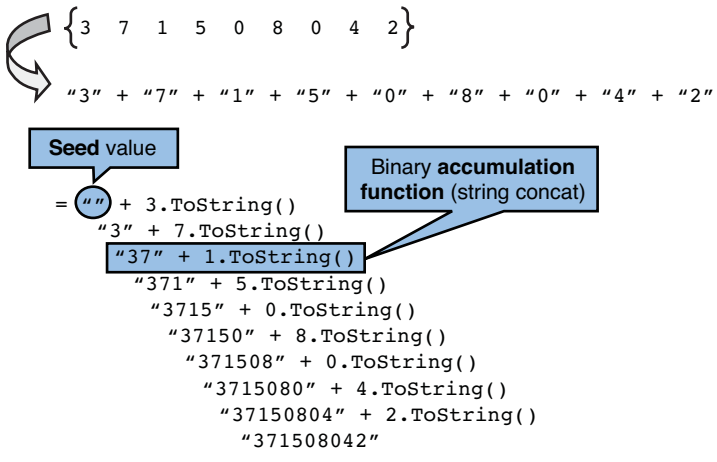 {3 7 1 5 0 8 0 4 2}
“3” + “7” + “1” + “5” + “0” + “8” + “0” + “4” + “2”
Seed value
Binary accumulation
function (string concat)
= “” + 3.ToString()
“3” + 7.ToString()
“37” + 1.ToString()
“371” + 5.ToString()
“3715” + 0.ToString()
“37150” + 8.ToString()
“371508” + 0.ToString()
“3715080” + 4.ToString()
“37150804” + 2.ToString()
“371508042”